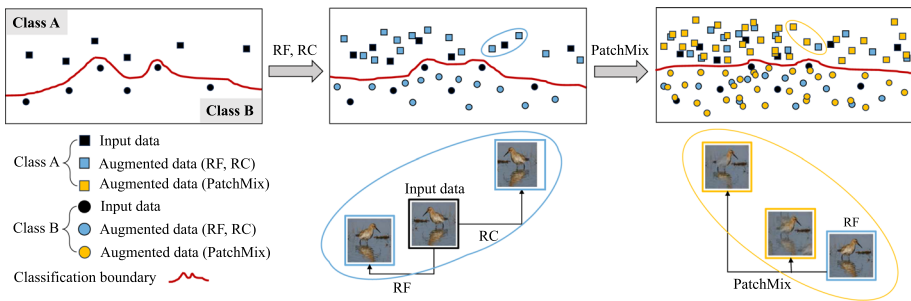 Class A
Class B
RF, RC
PatchMix
Class A
Input data
Augmented data (RF, RC)
Augmented data (PatchMix)
Class B
Input data
Augmented data (RF, RC)
Augmented data (PatchMix)
Classification boundary
Input data
RC
RF
RF
PatchMix